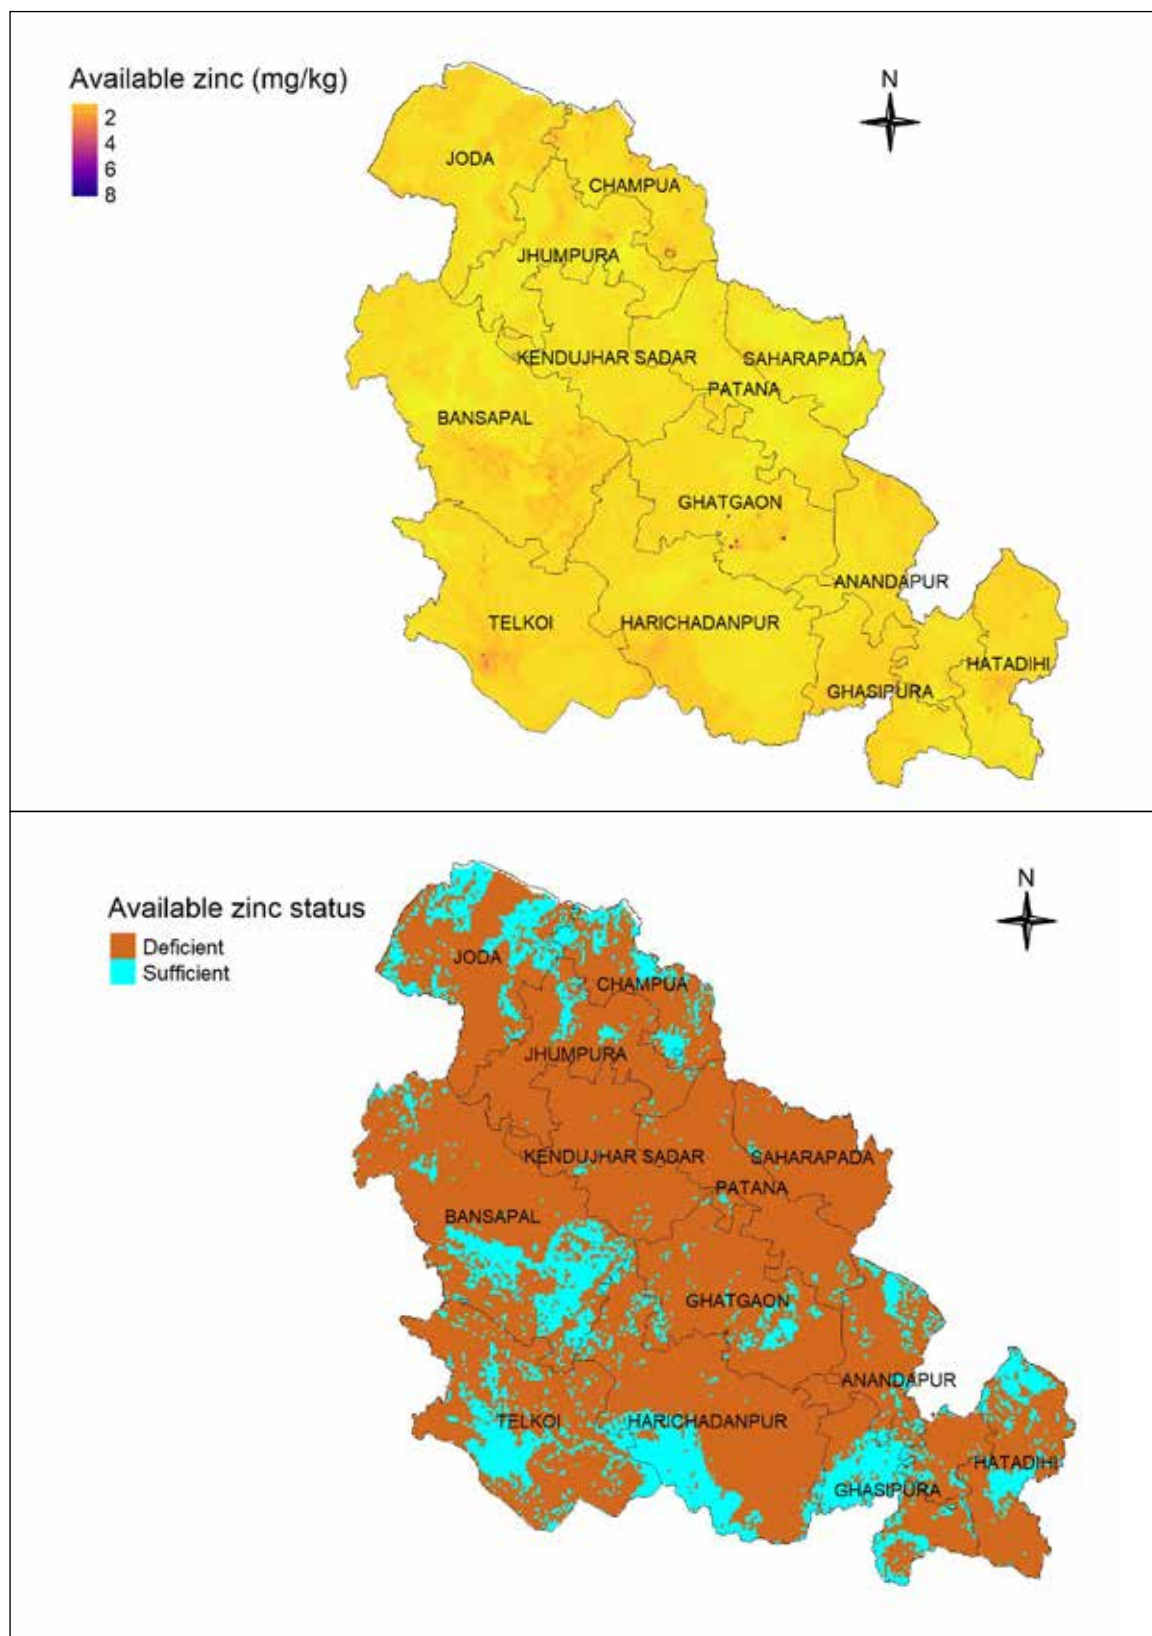 Available zinc (mg/kg)
2
4
6
8
N
JODA
CHAMPUA
JHUMPURA
KENDUJHAR SADAR
SAHARAPADA
PATANA
BANSAPAL
GHATGAON
ANANDAPUR
TELKOI
HARICHADANPUR
HATADIHI
GHASIPURA
Available zinc status
Deficient
Sufficient
N
JODA
CHAMPUA
JHUMPURA
KENDUJHAR SADAR
SAHARAPADA
PATANA
BANSAPAL
GHATGAON
ANANDAPUR
TELKOI
HARICHADANPUR
HATADIHI
GHASIPURA